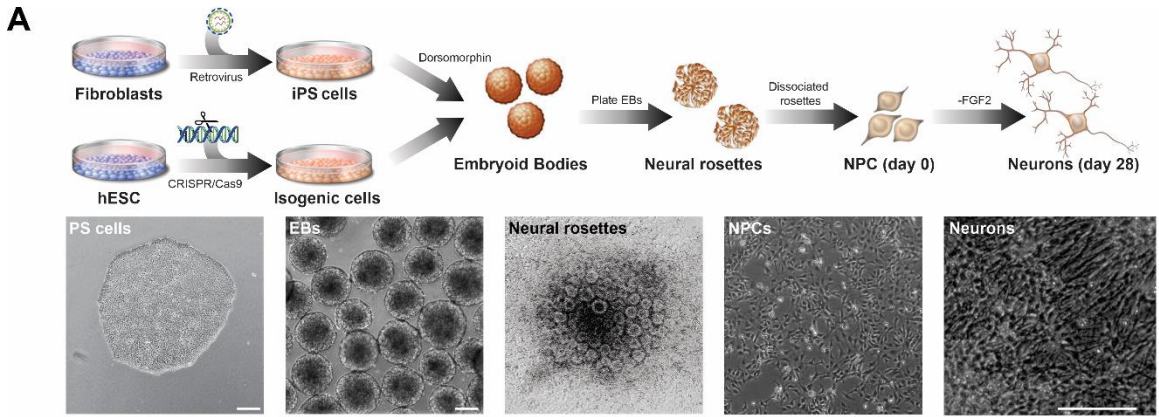 A
Fibroblasts
Retrovirus
iPS cells
Dorsomorphin
hESC
CRISPR/Cas9
Isogenic cells
Embryoid Bodies
Plate EBs
Neural rosettes
Dissociated
rosettes
NPC (day 0)
-FGF2
Neurons (day 28)
PS cells
EBs
Neural rosettes
NPCs
Neurons